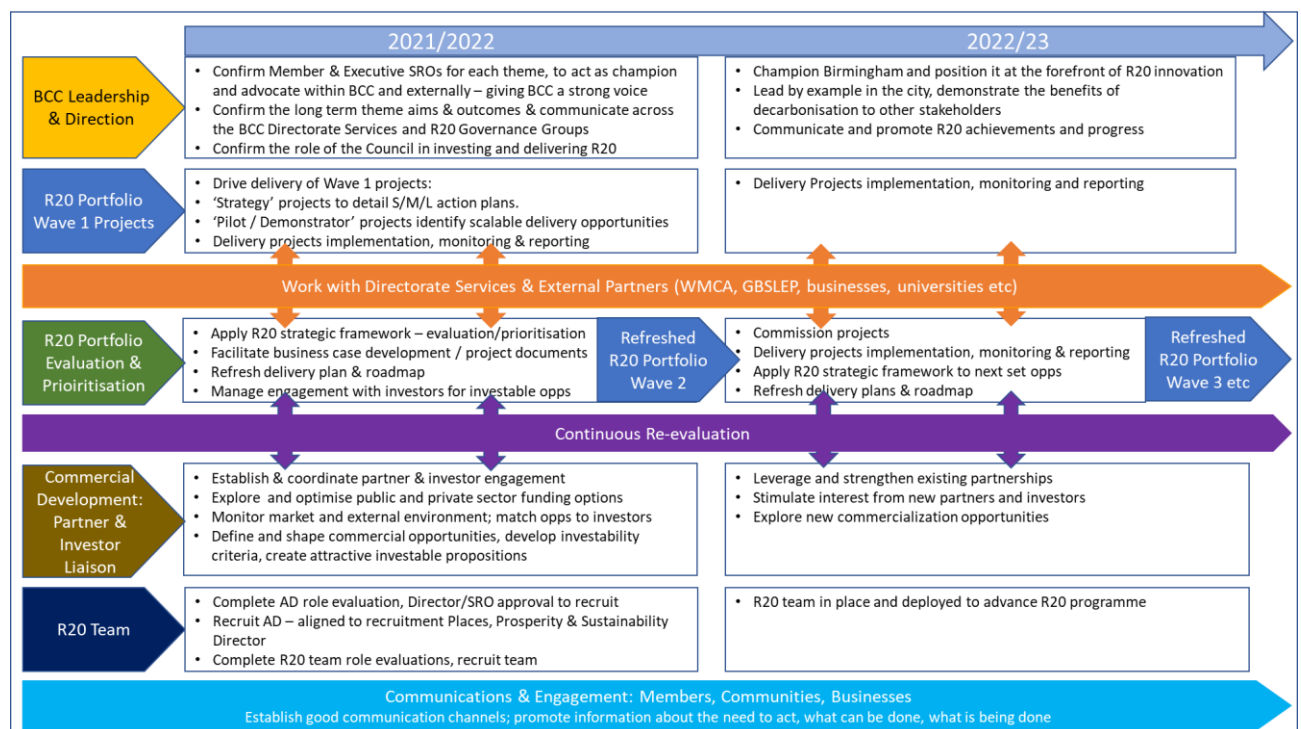 2021/2022
2022/23
BCC Leadership
& Direction
• Confirm Member & Executive SROs for each theme, to act as champion
and advocate within BCC and externally – giving BCC a strong voice
• Confirm the long term theme aims & outcomes & communicate across
the BCC Directorate Services and R20 Governance Groups
• Confirm the role of the Council in investing and delivering R20
• Champion Birmingham and position it at the forefront of R20 innovation
• Lead by example in the city, demonstrate the benefits of
decarbonisation to other stakeholders
• Communicate and promote R20 achievements and progress
R20 Portfolio
Wave 1 Projects
• Drive delivery of Wave 1 projects:
• ‘Strategy’ projects to detail S/M/L action plans.
• ‘Pilot / Demonstrator’ projects identify scalable delivery opportunities
• Delivery projects implementation, monitoring & reporting
• Delivery Projects implementation, monitoring and reporting
Work with Directorate Services & External Partners (WMCA, GBSLEP, businesses, universities etc)
R20 Portfolio
Evaluation &
Prioiritisation
• Apply R20 strategic framework – evaluation/prioritisation
• Facilitate business case development / project documents
• Refresh delivery plan & roadmap
• Manage engagement with investors for investable opps
Refreshed
R20 Portfolio
Wave 2
• Commission projects
• Delivery projects implementation, monitoring & reporting
• Apply R20 strategic framework to next set opps
• Refresh delivery plans & roadmap
Refreshed
R20 Portfolio
Wave 3 etc
Continuous Re-evaluation
Commercial
Development:
Partner &
Investor
Liaison
• Establish & coordinate partner & investor engagement
• Explore and optimise public and private sector funding options
• Monitor market and external environment; match opps to investors
• Define and shape commercial opportunities, develop investability
criteria, create attractive investable propositions
• Leverage and strengthen existing partnerships
• Stimulate interest from new partners and investors
• Explore new commercialization opportunities
R20 Team
• Complete AD role evaluation, Director/SRO approval to recruit
• Recruit AD – aligned to recruitment Places, Prosperity & Sustainability
Director
• Complete R20 team role evaluations, recruit team
• R20 team in place and deployed to advance R20 programme
Communications & Engagement: Members, Communities, Businesses
Establish good communication channels; promote information about the need to act, what can be done, what is being done